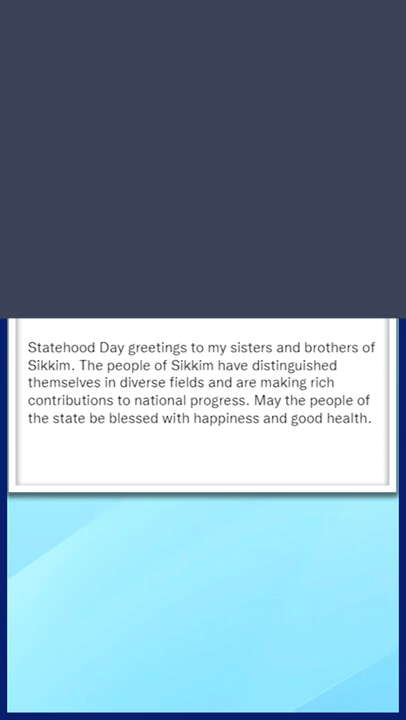 Statehood Day greetings to my sisters and brothers of
Sikkim. The people of Sikkim have distinguished
themselves in diverse fields and are making rich
contributions to national progress. May the people of
the state be blessed with happiness and good health.